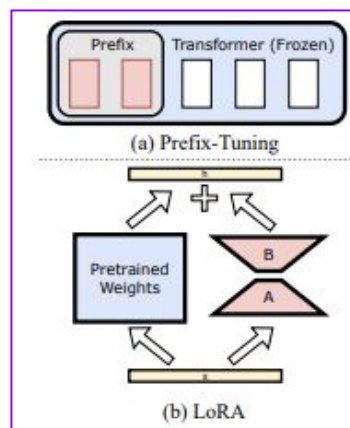 Prefix Transformer (Frozen)
(a) Prefix-Tuning
h
Pretrained
Weights
B
A
x
(b) LoRA